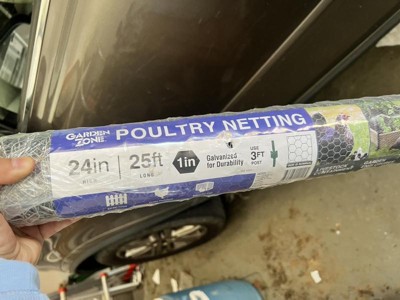 GARDEN ZONE
POULTRY NETTING
24in
25ft
LONG
1in
Galvanized for Durability
USE
3FT
POST